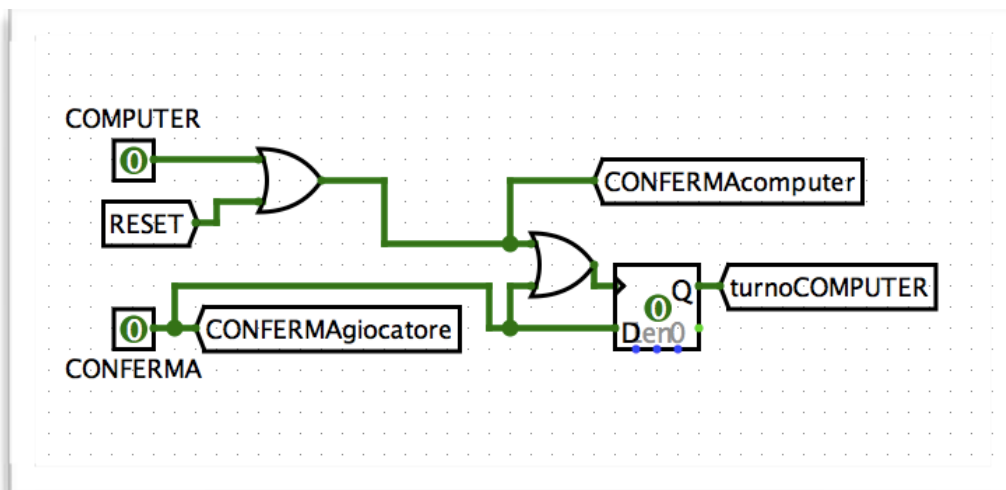 COMPUTER
0
CONFERMAcomputer
RESET
Q
turnoCOMPUTER
0
0
CONFERMAgiocatore
D
en
0
CONFERMA